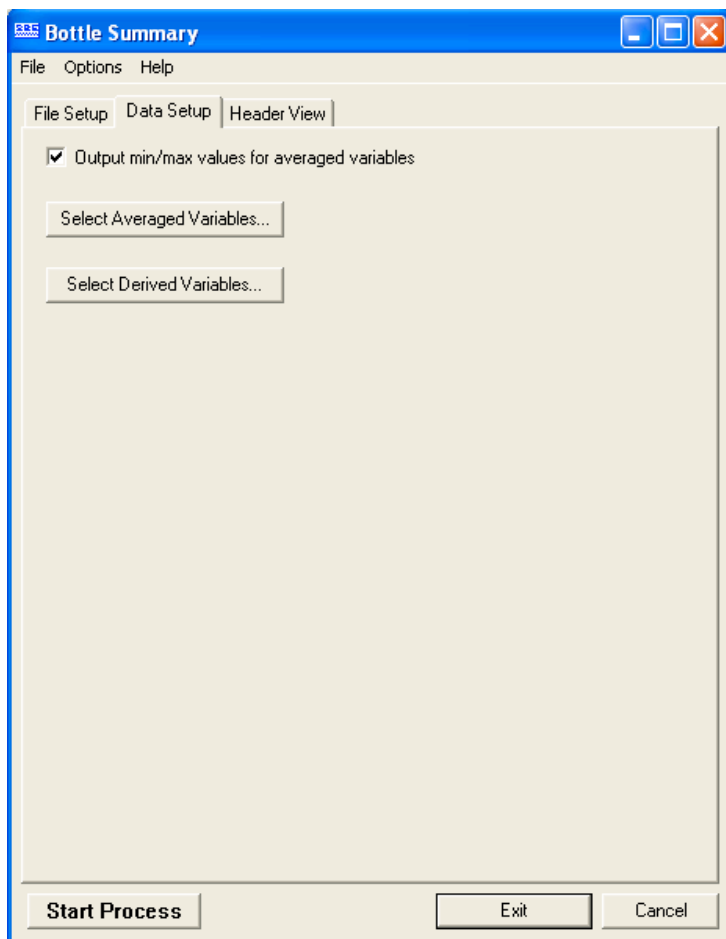 Bottle Summary
File Options Help
File Setup Data Setup Header View
Output min/max values for averaged variables
Select Averaged Variables...
Select Derived Variables...
Start Process Exit Cancel